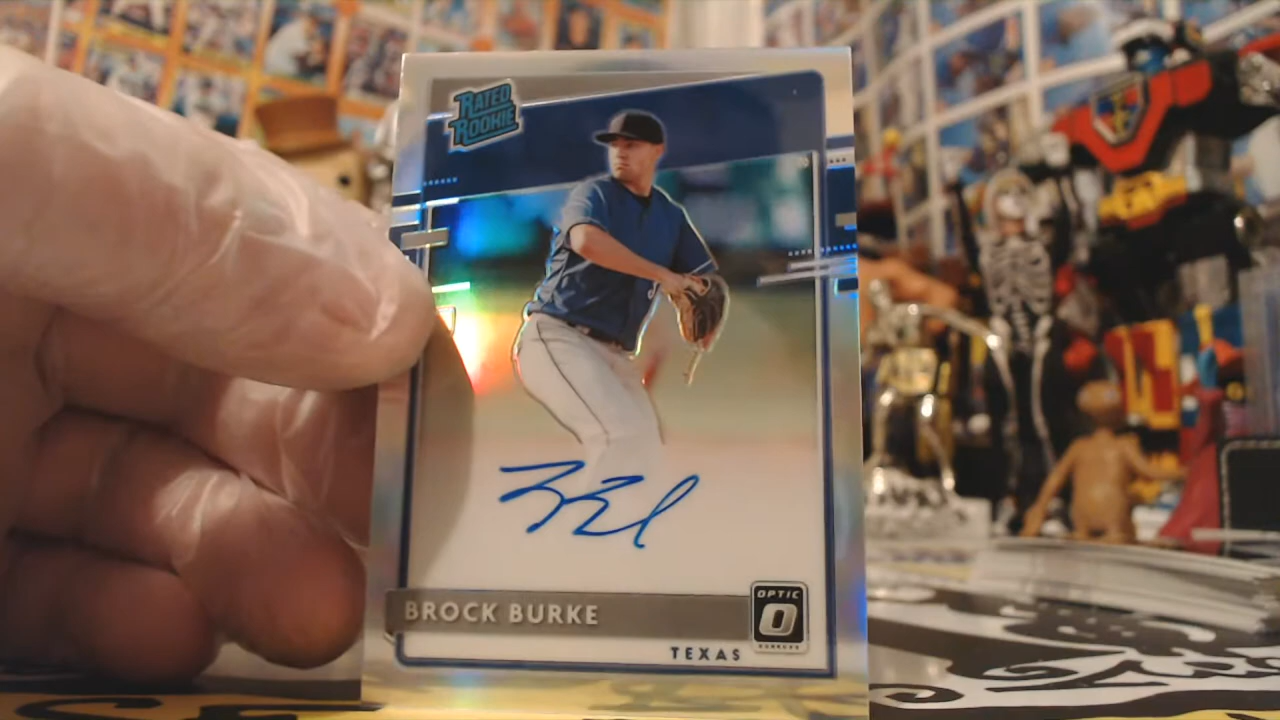 RATED
ROOKIE
BROCK BURKE
OPTIC
O
DONRUSS
TEXAS